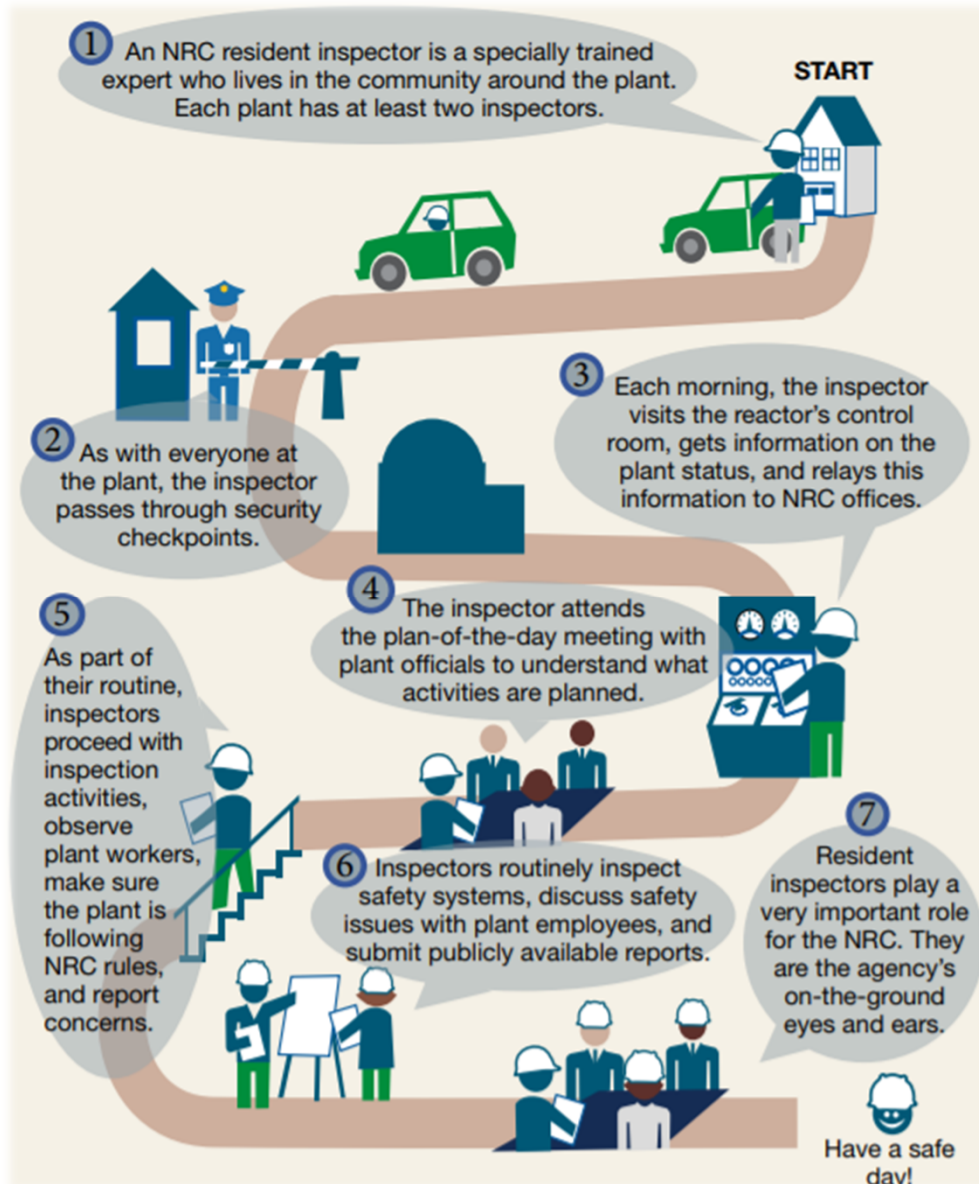 1
An NRC resident inspector is a specially trained
expert who lives in the community around the plant.
Each plant has at least two inspectors.
START
2
As with everyone at
the plant, the inspector
passes through security
checkpoints.
3
Each morning, the inspector
visits the reactor's control
room, gets information on the
plant status, and relays this
information to NRC offices.
4
The inspector attends
the plan-of-the-day meeting with
plant officials to understand what
activities are planned.
5
As part of
their routine,
inspectors
proceed with
inspection
activities,
observe
plant workers,
make sure
the plant is
following
NRC rules,
and report
concerns.
6
Inspectors routinely inspect
safety systems, discuss safety
issues with plant employees, and
submit publicly available reports.
7
Resident
inspectors play a
very important role
for the NRC. They
are the agency's
on-the-ground
eyes and ears.
Have a safe
day!